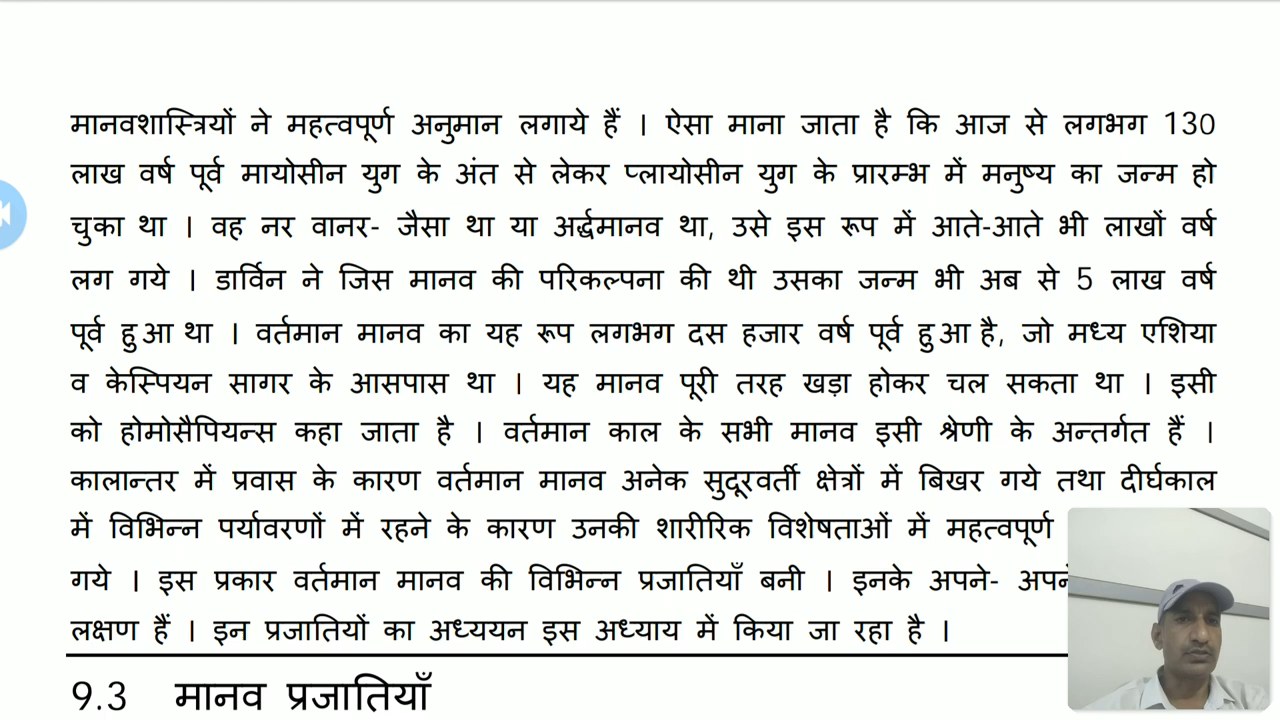 मानवशास्त्रियों ने महत्वपूर्ण अनुमान लगाये हैं । ऐसा माना जाता है कि आज से लगभग 130
लाख वर्ष पूर्व मायोसीन युग के अंत से लेकर प्लायोसीन युग के प्रारम्भ में मनुष्य का जन्म हो
चुका था । वह नर वानर- जैसा था या अर्द्धमानव था, उसे इस रूप में आते-आते भी लाखों वर्ष
लग गये । डार्विन ने जिस मानव की परिकल्पना की थी उसका जन्म भी अब से 5 लाख वर्ष
पूर्व हुआ था । वर्तमान मानव का यह रूप लगभग दस हजार वर्ष पूर्व हुआ है, जो मध्य एशिया
व केस्पियन सागर के आसपास था । यह मानव पूरी तरह खड़ा होकर चल सकता था । इसी
को होमोसैपियन्स कहा जाता है । वर्तमान काल के सभी मानव इसी श्रेणी के अन्तर्गत हैं ।
कालान्तर में प्रवास के कारण वर्तमान मानव अनेक सुदूरवर्ती क्षेत्रों में बिखर गये तथा दीर्घकाल
में विभिन्न पर्यावरणों में रहने के कारण उनकी शारीरिक विशेषताओं में महत्वपूर्ण
गये । इस प्रकार वर्तमान मानव की विभिन्न प्रजातियाँ बनी । इनके अपने-
लक्षण हैं । इन प्रजातियों का अध्ययन इस अध्याय में किया जा रहा है ।
9.3 मानव प्रजातियाँ